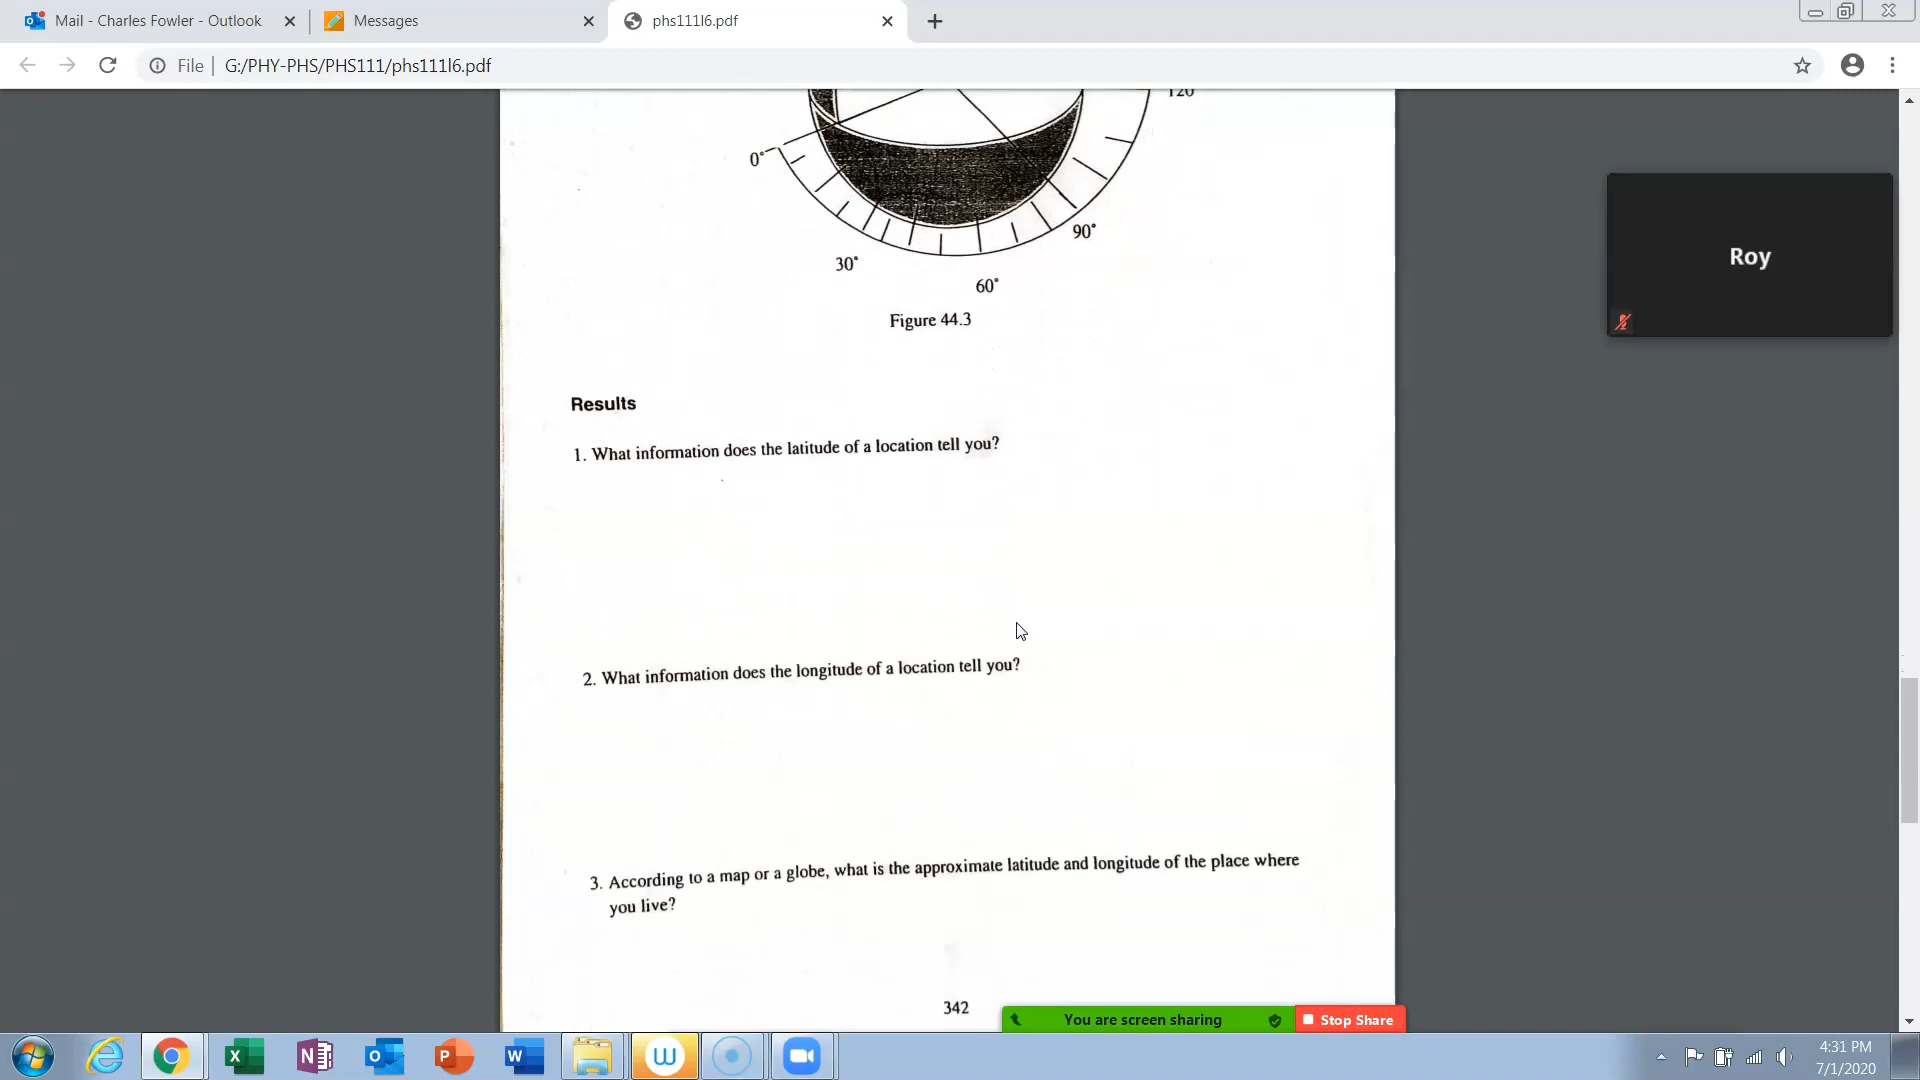 Mail - Charles Fowler - Outlook
Messages
phs111l6.pdf
File | G:/PHY-PHS/PHS111/phs111l6.pdf
120
0°
90°
30°
60°
Figure 44.3
Roy
Results
1. What information does the latitude of a location tell you?
2. What information does the longitude of a location tell you?
3. According to a map or a globe, what is the approximate latitude and longitude of the place where
you live?
342
You are screen sharing
Stop Share
4:31 PM
7/1/2020